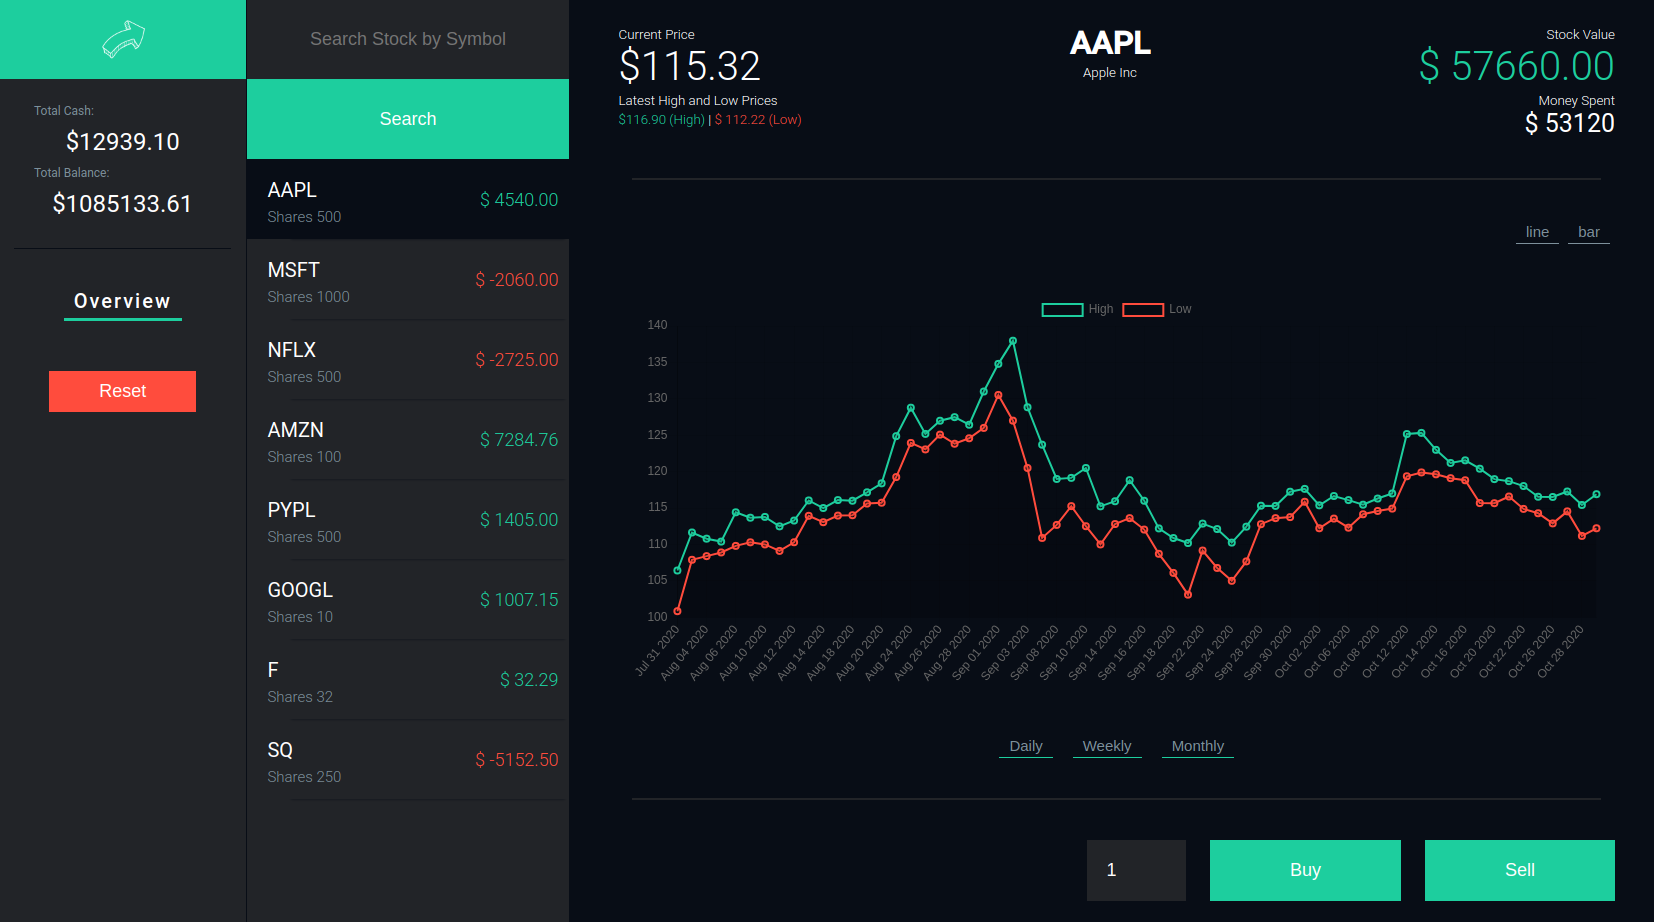 Total Cash:
$12939.10
Total Balance:
$1085133.61
Overview
Reset
Search Stock by Symbol
Search
AAPL
Shares 500
$ 4540.00
MSFT
Shares 1000
$ -2060.00
NFLX
Shares 500
$ -2725.00
AMZN
Shares 100
$ 7284.76
PYPL
Shares 500
$ 1405.00
GOOGL
Shares 10
$ 1007.15
F
Shares 32
$ 32.29
SQ
Shares 250
$ -5152.50
Current Price
$115.32
Latest High and Low Prices
$116.90 (High) | $ 112.22 (Low)
AAPL
Apple Inc
Stock Value
$ 57660.00
Money Spent
$ 53120
line bar
High Low
140
135
130
125
120
115
110
105
100
Jul 31 2020
Aug 04 2020
Aug 06 2020
Aug 10 2020
Aug 12 2020
Aug 14 2020
Aug 18 2020
Aug 20 2020
Aug 24 2020
Aug 26 2020
Aug 28 2020
Sep 01 2020
Sep 03 2020
Sep 08 2020
Sep 10 2020
Sep 14 2020
Sep 16 2020
Sep 18 2020
Sep 22 2020
Sep 24 2020
Sep 28 2020
Sep 30 2020
Oct 02 2020
Oct 06 2020
Oct 08 2020
Oct 12 2020
Oct 14 2020
Oct 16 2020
Oct 20 2020
Oct 22 2020
Oct 26 2020
Oct 28 2020
Daily Weekly Monthly
1
Buy
Sell